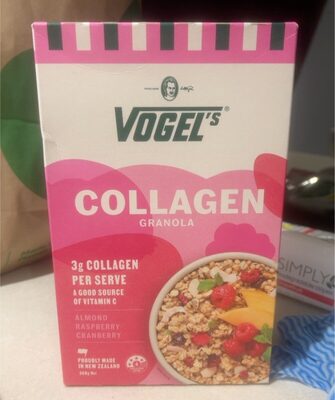 VOGEL'S®
COLLAGEN
GRANOLA
3g COLLAGEN
PER SERVE
A GOOD SOURCE
OF VITAMIN C
ALMOND
RASPBERRY
CRANBERRY
PROUDLY MADE
IN NEW ZEALAND
SiMPLY